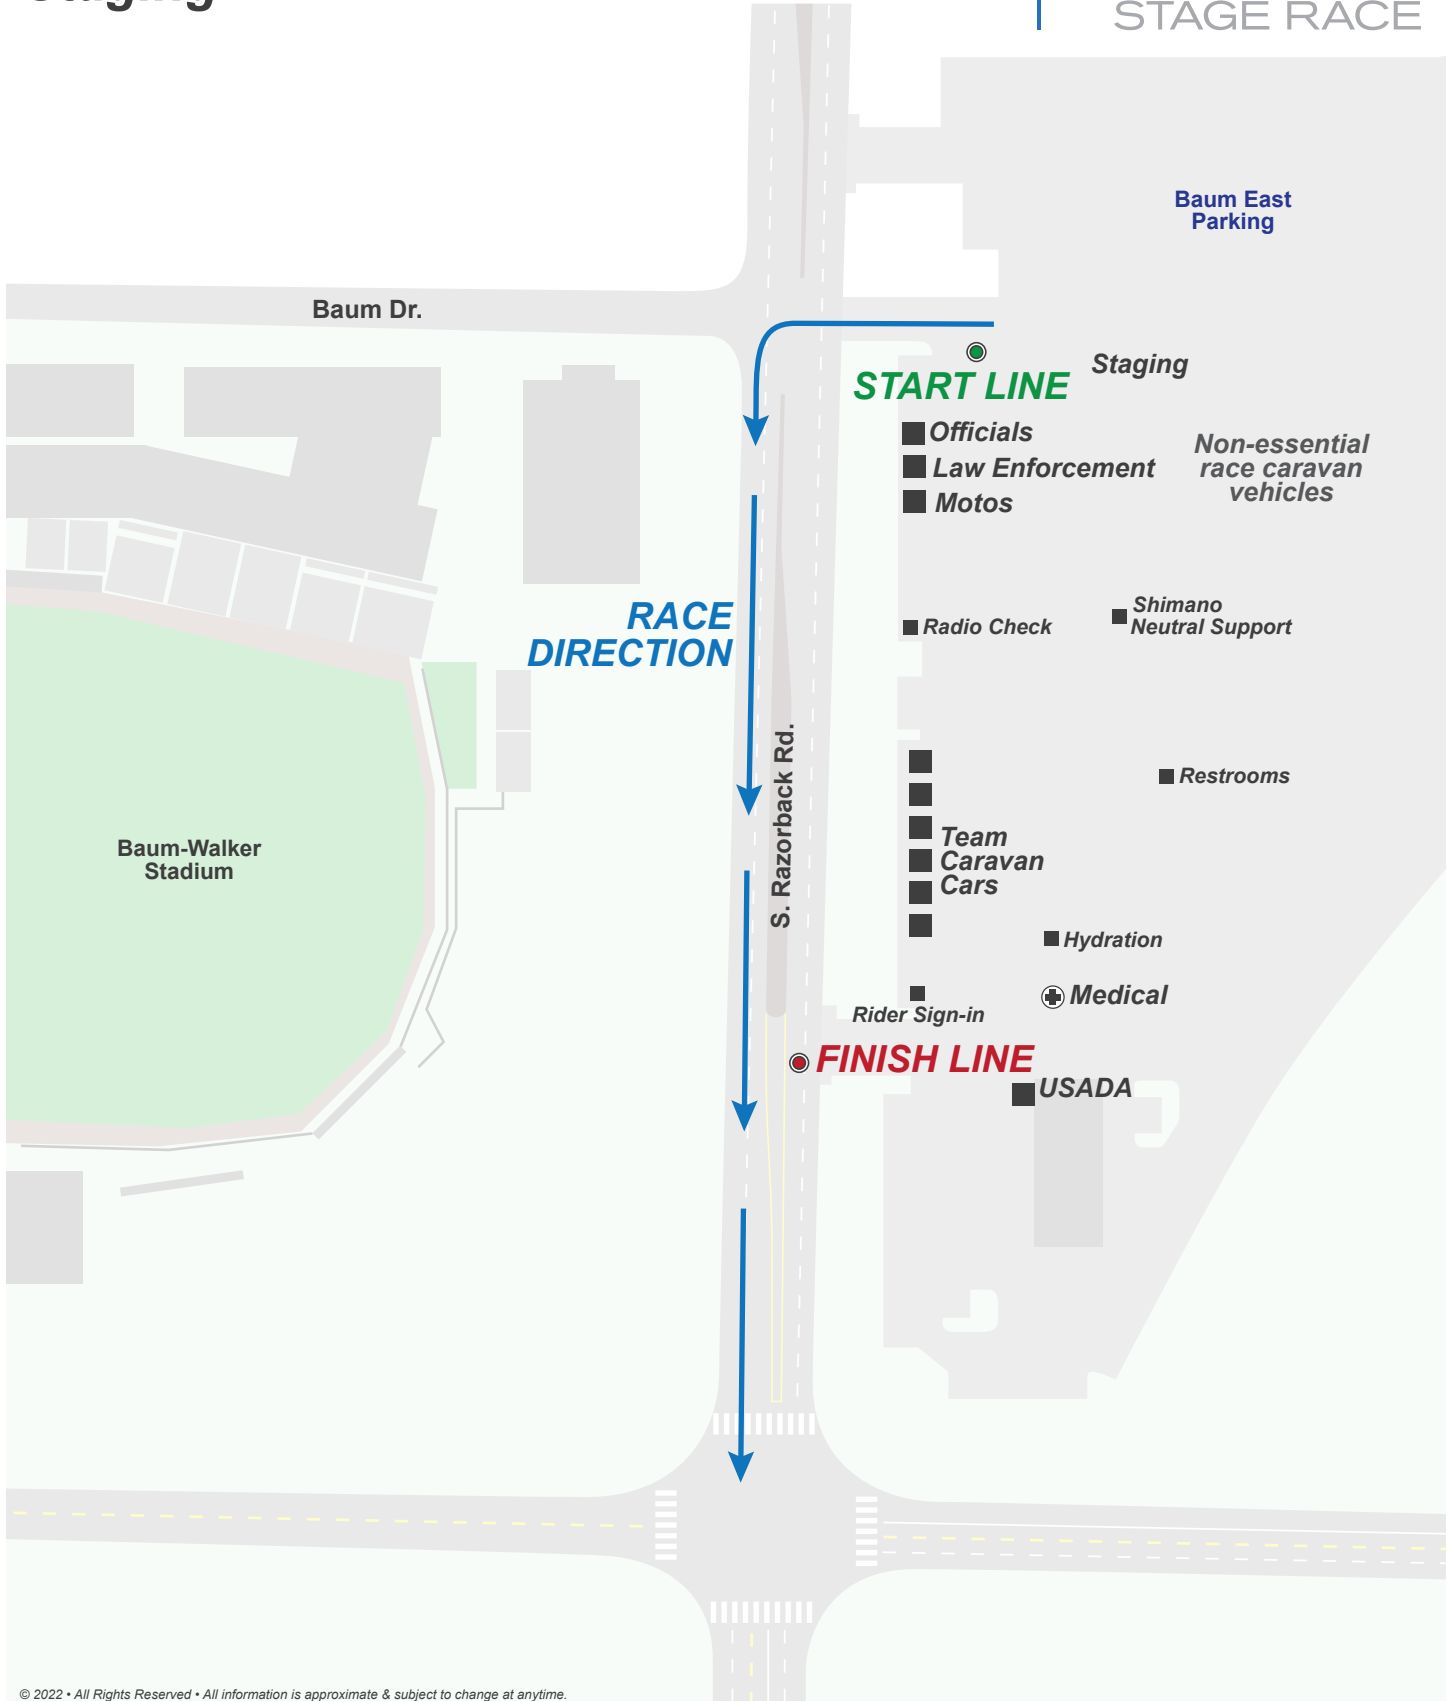 Staging
STAGE RACE
Baum East
Parking
Baum Dr.
Staging
START LINE
Officials
Law Enforcement
Motos
Non-essential
race caravan
vehicles
RACE
DIRECTION
Radio Check
Shimano
Neutral Support
S. Razorback Rd.
Restrooms
Team
Caravan
Cars
Baum-Walker
Stadium
Hydration
Medical
Rider Sign-in
FINISH LINE
USADA
© 2022 • All Rights Reserved • All information is approximate & subject to change at anytime.